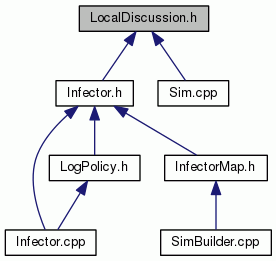 LocalDiscussion.h
Infector.h
Sim.cpp
LogPolicy.h
InfectorMap.h
Infector.cpp
SimBuilder.cpp